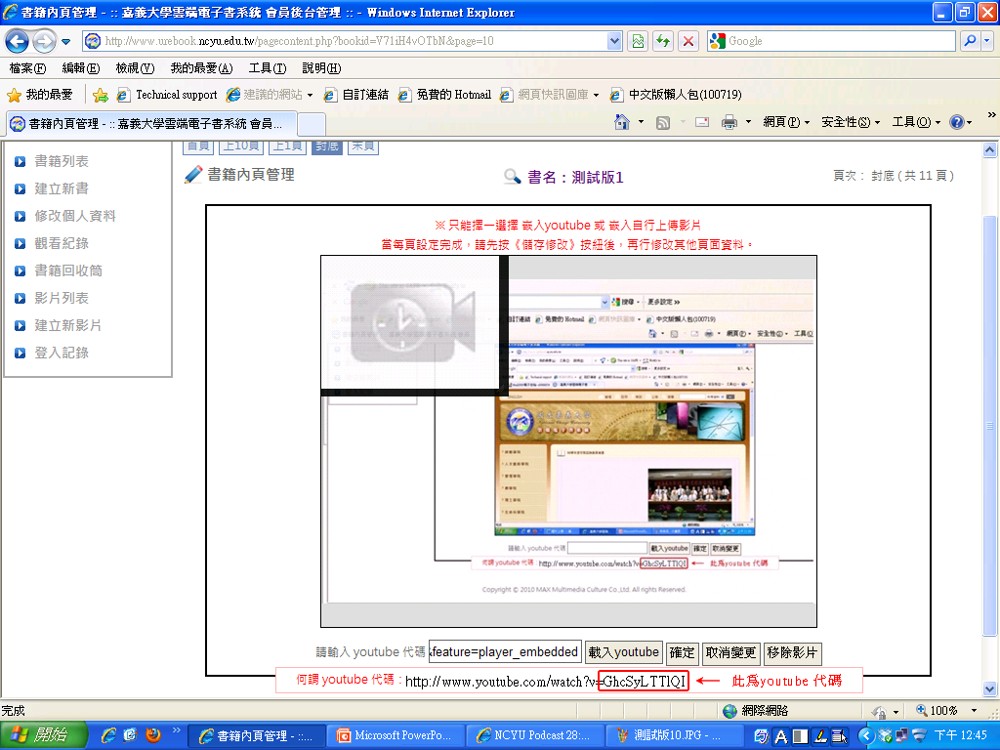 書籍內頁管理 - :: 嘉義大學雲端電子書系統 會員後台管理 :: - Windows Internet Explorer
http://www.urebook.ncyu.edu.tw/pagecontent.php?bookid=V71iH4vOTbN&page=10
Google
檔案(F) 編輯(E) 檢視(V) 我的最愛(A) 工具(T) 說明(H)
我的最愛 Technical support 建議的網站 自訂連結 免費的 Hotmail 網頁快訊圖庫 中文版懶人包(100719)
書籍內頁管理 - :: 嘉義大學雲端電子書系統 會員... 網頁(P) 安全性(S) 工具(O)
首頁 上10頁 上1頁 封底 末頁
書籍內頁管理 書名：測試版1 頁次： 封底 ( 共 11 頁 )
書籍列表
建立新書
修改個人資料
觀看紀錄
書籍回收筒
影片列表
建立新影片
登入記錄
※ 只能擇一選擇 嵌入youtube 或 嵌入自行上傳影片
當每頁設定完成，請先按《儲存修改》按紐後，再行修改其他頁面資料。
搜尋 更多設定 »
自訂連結 免費的 Hotmail 網頁快訊圖庫 中文版懶人包(100719)
網頁(P) 安全性(S) 工具(O)
請輸入 youtube 代碼 載入youtube 確定 取消變更
何謂 youtube 代碼 http://www.youtube.com/watch?v=GhcSyLTTlQI 此為youtube 代碼
Copyright © 2010 MAX Multimedia Culture Co.,Ltd. All rights Reserved.
請輸入 youtube 代碼 &feature=player_embedded 載入youtube 確定 取消變更 移除影片
何謂 youtube 代碼：http://www.youtube.com/watch?v=GhcSyLTTlQI 此為youtube 代碼
完成 網際網路 100%
開始 書籍內頁管理 - ::... Microsoft PowerPo... NCYU Podcast 28:... 測試版10.JPG - ... 下午 12:45